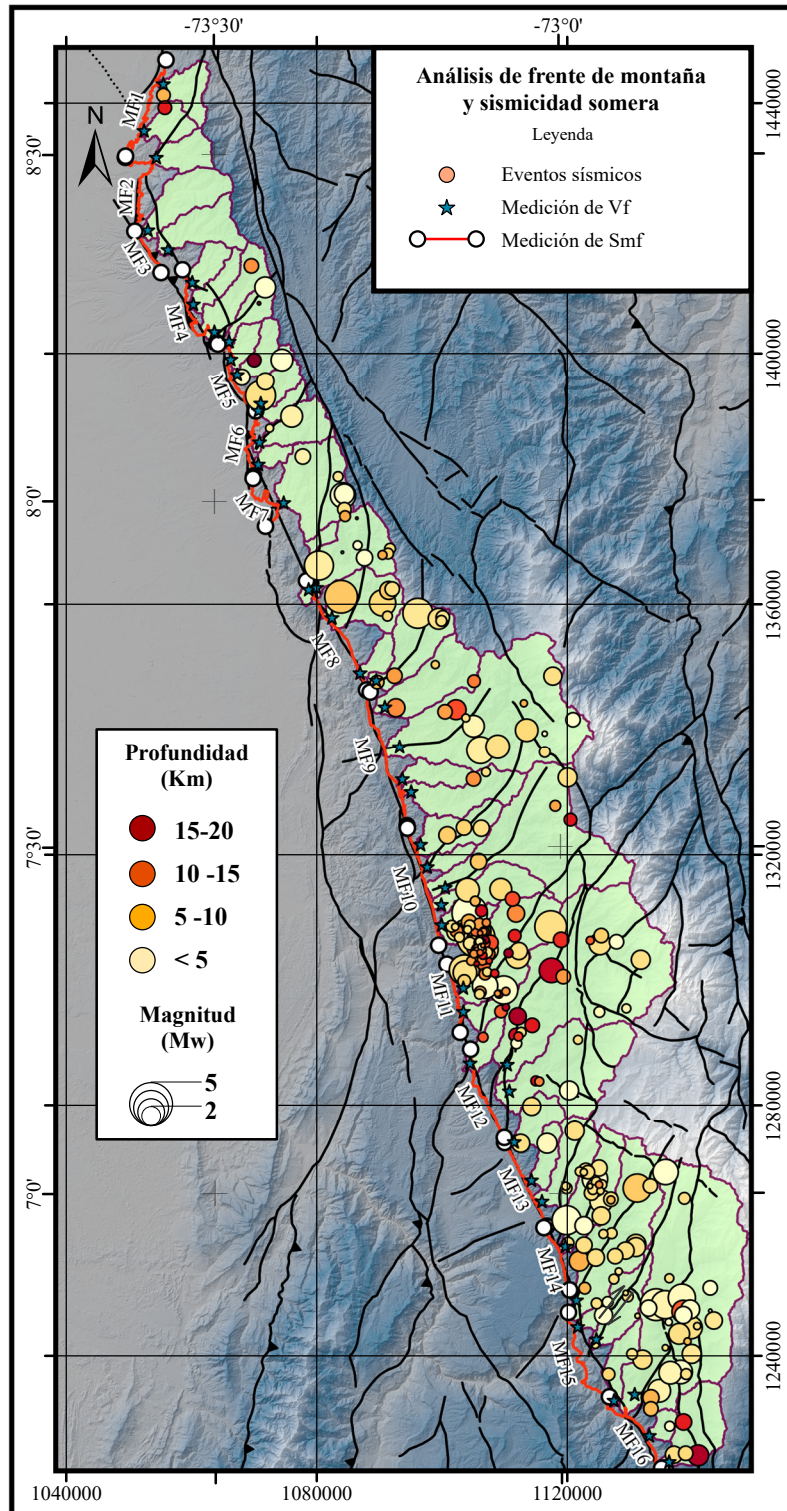 -73°30'
-73°0'
Análisis de frente de montaña
y sismicidad somera
Leyenda
Eventos sísmicos
Medición de Vf
Medición de Smf
N
8°30'
8°0'
7°30'
7°0'
1440000
1400000
1360000
1320000
1280000
1240000
MF1
MF2
MF3
MF4
MF5
MF6
MF7
MF8
MF9
MF10
MF11
MF12
MF13
MF14
MF15
MF16
Profundidad
(Km)
15-20
10 -15
5 -10
< 5
Magnitud
(Mw)
5
2
1040000
1080000
1120000